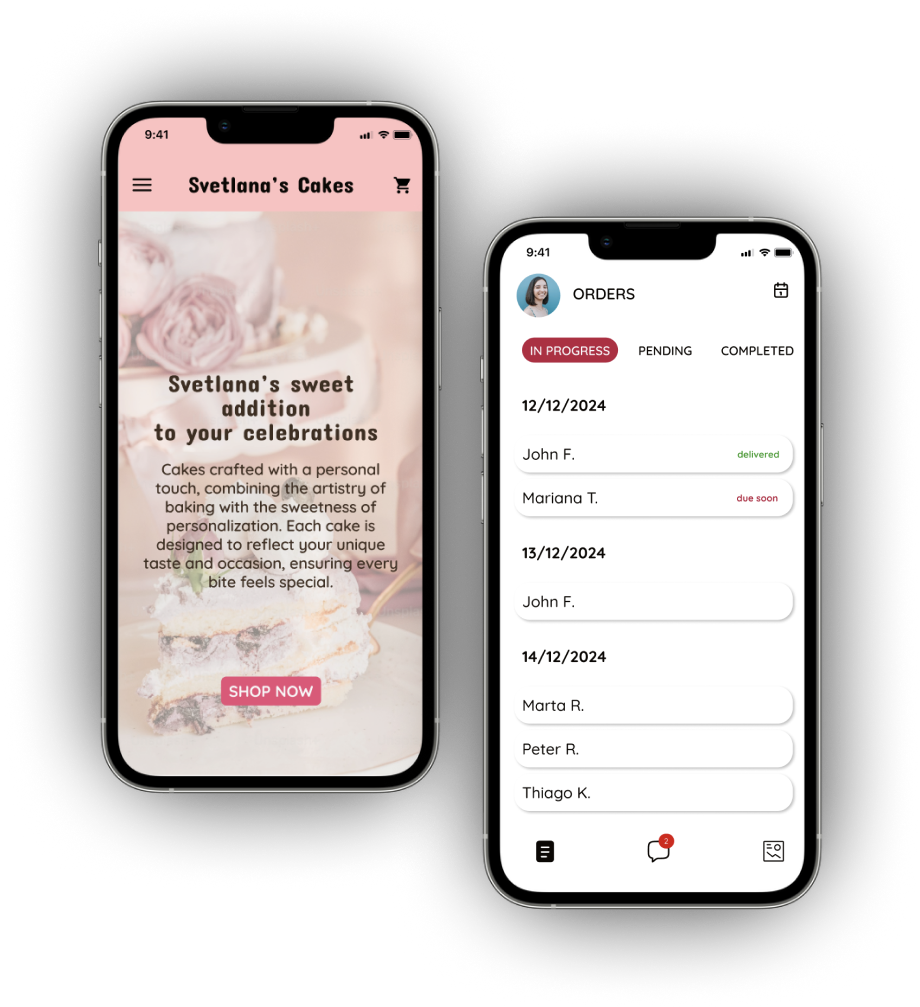 9:41
Svetlana's Cakes
Svetlana's sweet
addition
to your celebrations
Cakes crafted with a personal
touch, combining the artistry of
baking with the sweetness of
personalization. Each cake is
designed to reflect your unique
taste and occasion, ensuring every
bite feels special.
SHOP NOW
9:41
ORDERS
1
IN PROGRESS PENDING COMPLETED
12/12/2024
John F. delivered
Mariana T. due soon
13/12/2024
John F.
14/12/2024
Marta R.
Peter R.
Thiago K.
2